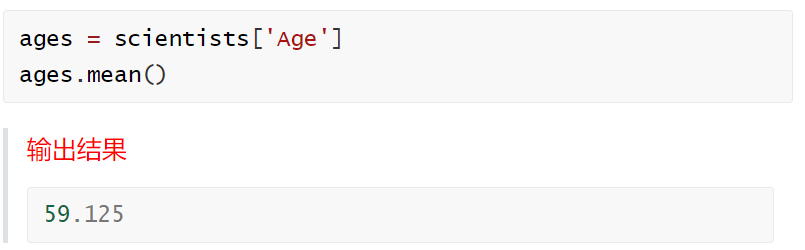 ages = scientists['Age']
ages.mean()
输出结果
59.125